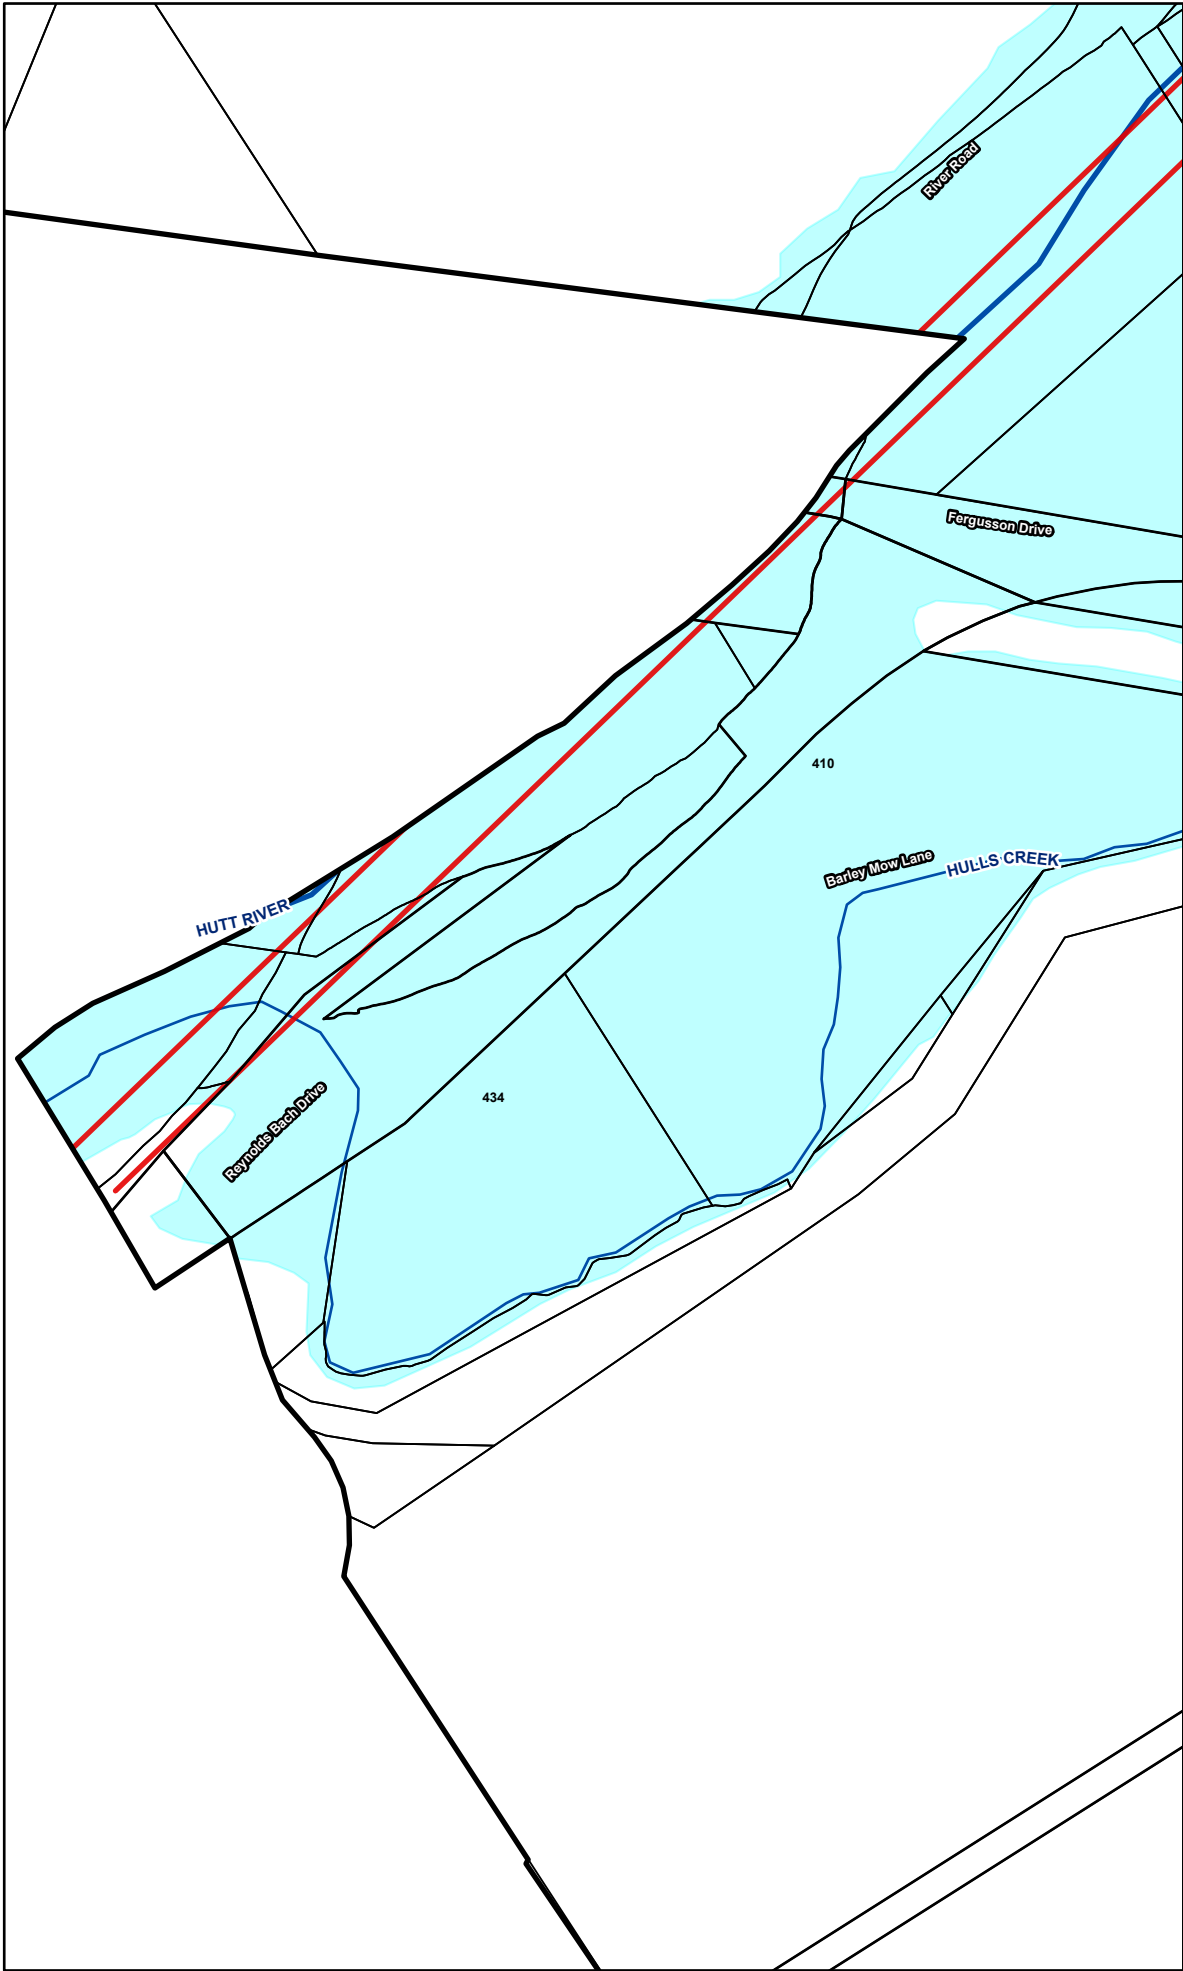 River Road
Fergusson Drive
410
Barley Mow Lane
HULLS CREEK
HUTT RIVER
434
Reynolds Bach Drive